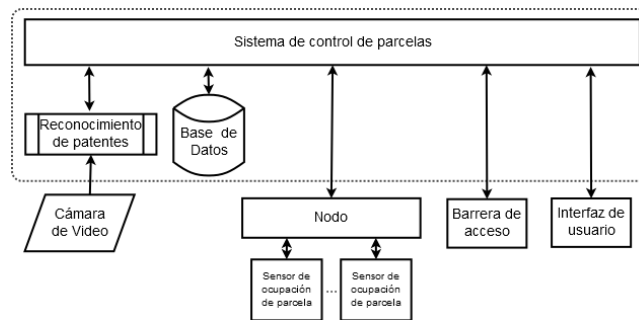 Sistema de control de parcelas
Reconocimiento
de patentes
Base de
Datos
Cámara
de Video
Nodo
Barrera de
acceso
Interfaz de
usuario
Sensor de
ocupación
de parcela
...
Sensor de
ocupación
de parcela